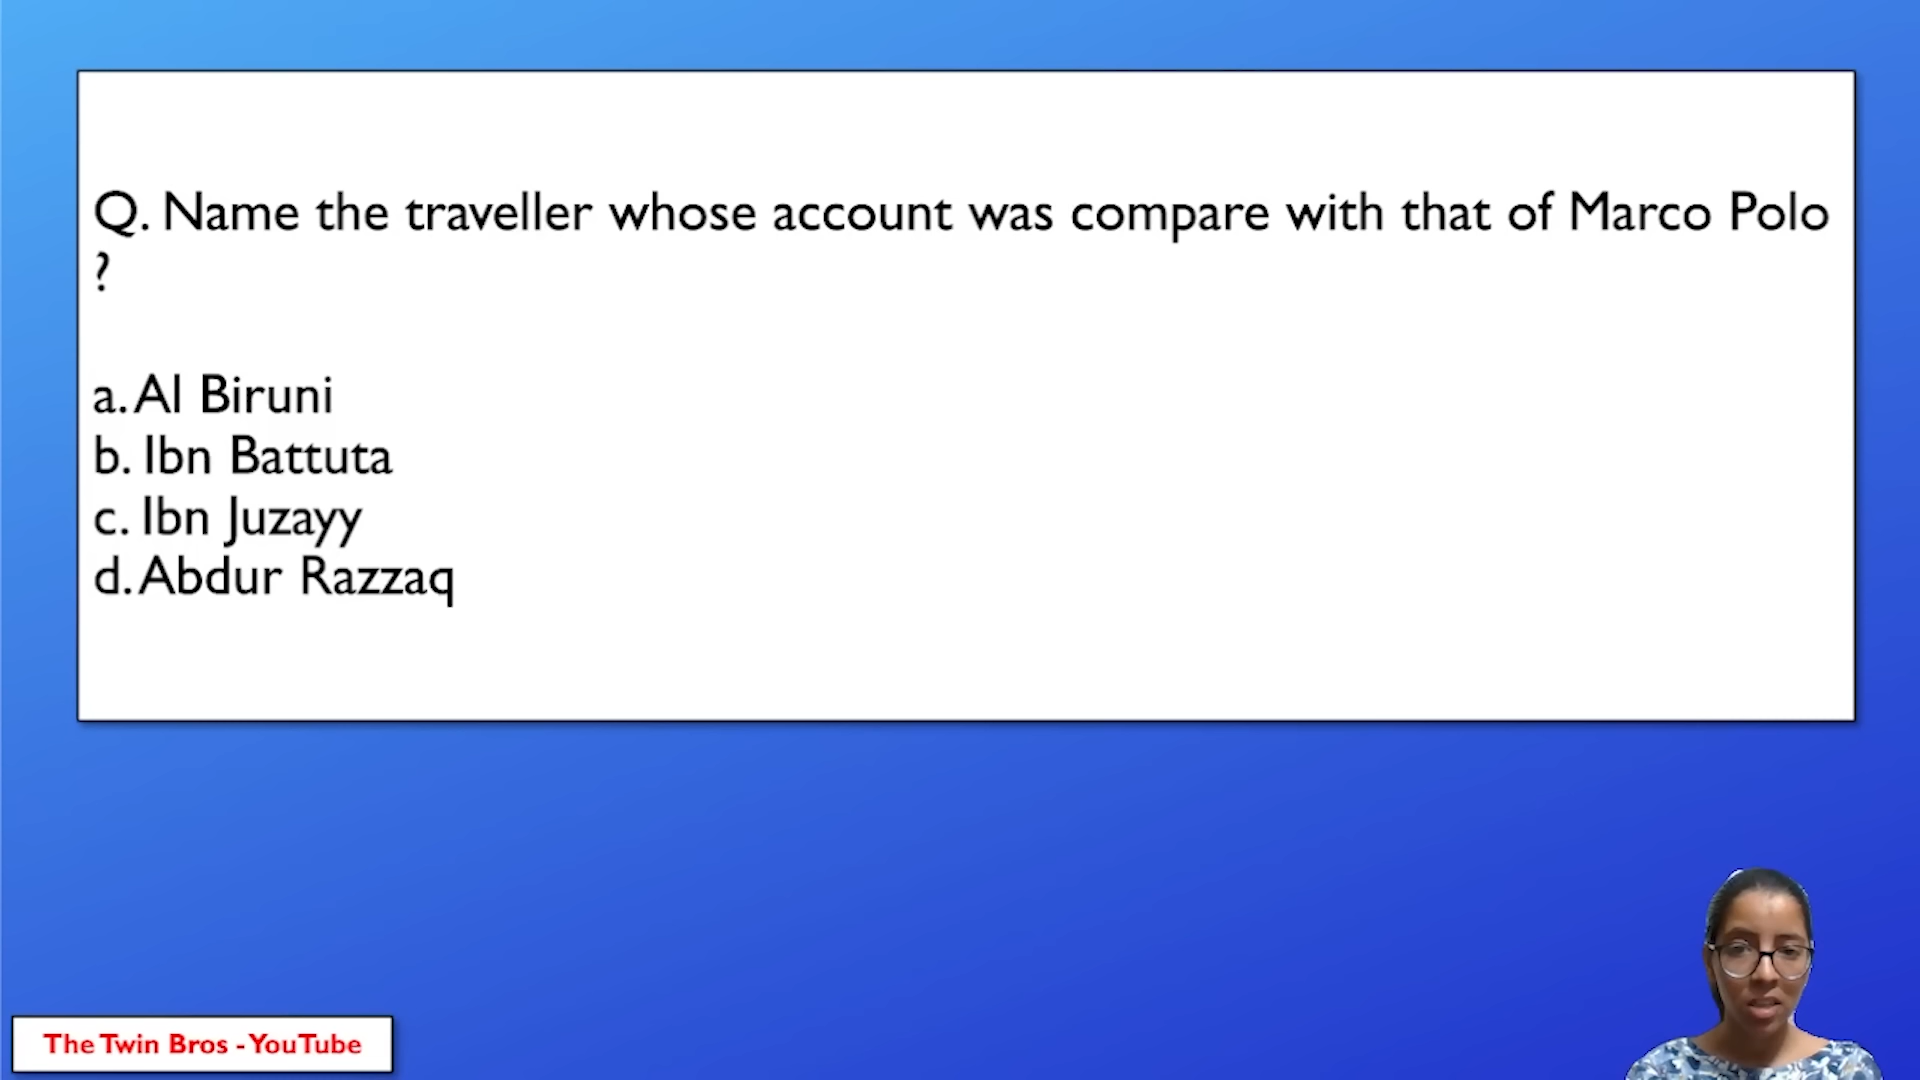 Q. Name the traveller whose account was compare with that of Marco Polo
?
a. Al Biruni
b. Ibn Battuta
c. Ibn Juzayy
d. Abdur Razzaq
The Twin Bros - YouTube